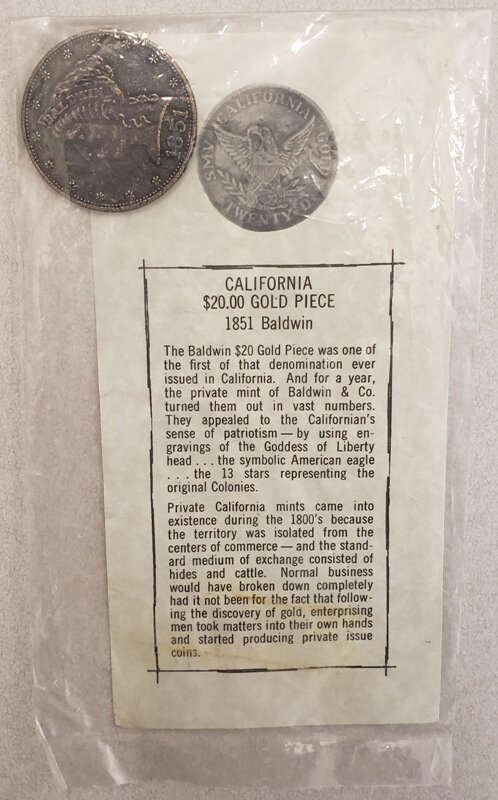 BALDWIN
1851
S.M.V. CALIFORNIA GOLD
TWENTY D.
CALIFORNIA
$20.00 GOLD PIECE
1851 Baldwin
The Baldwin $20 Gold Piece was one of
the first of that denomination ever
issued in California. And for a year,
the private mint of Baldwin & Co.
turned them out in vast numbers.
They appealed to the Californian's
sense of patriotism — by using en-
gravings of the Goddess of Liberty
head . . . the symbolic American eagle
. . . the 13 stars representing the
original Colonies.
Private California mints came into
existence during the 1800's because
the territory was isolated from the
centers of commerce — and the stand-
ard medium of exchange consisted of
hides and cattle. Normal business
would have broken down completely
had it not been for the fact that follow-
ing the discovery of gold, enterprising
men took matters into their own hands
and started producing private issue
coins.